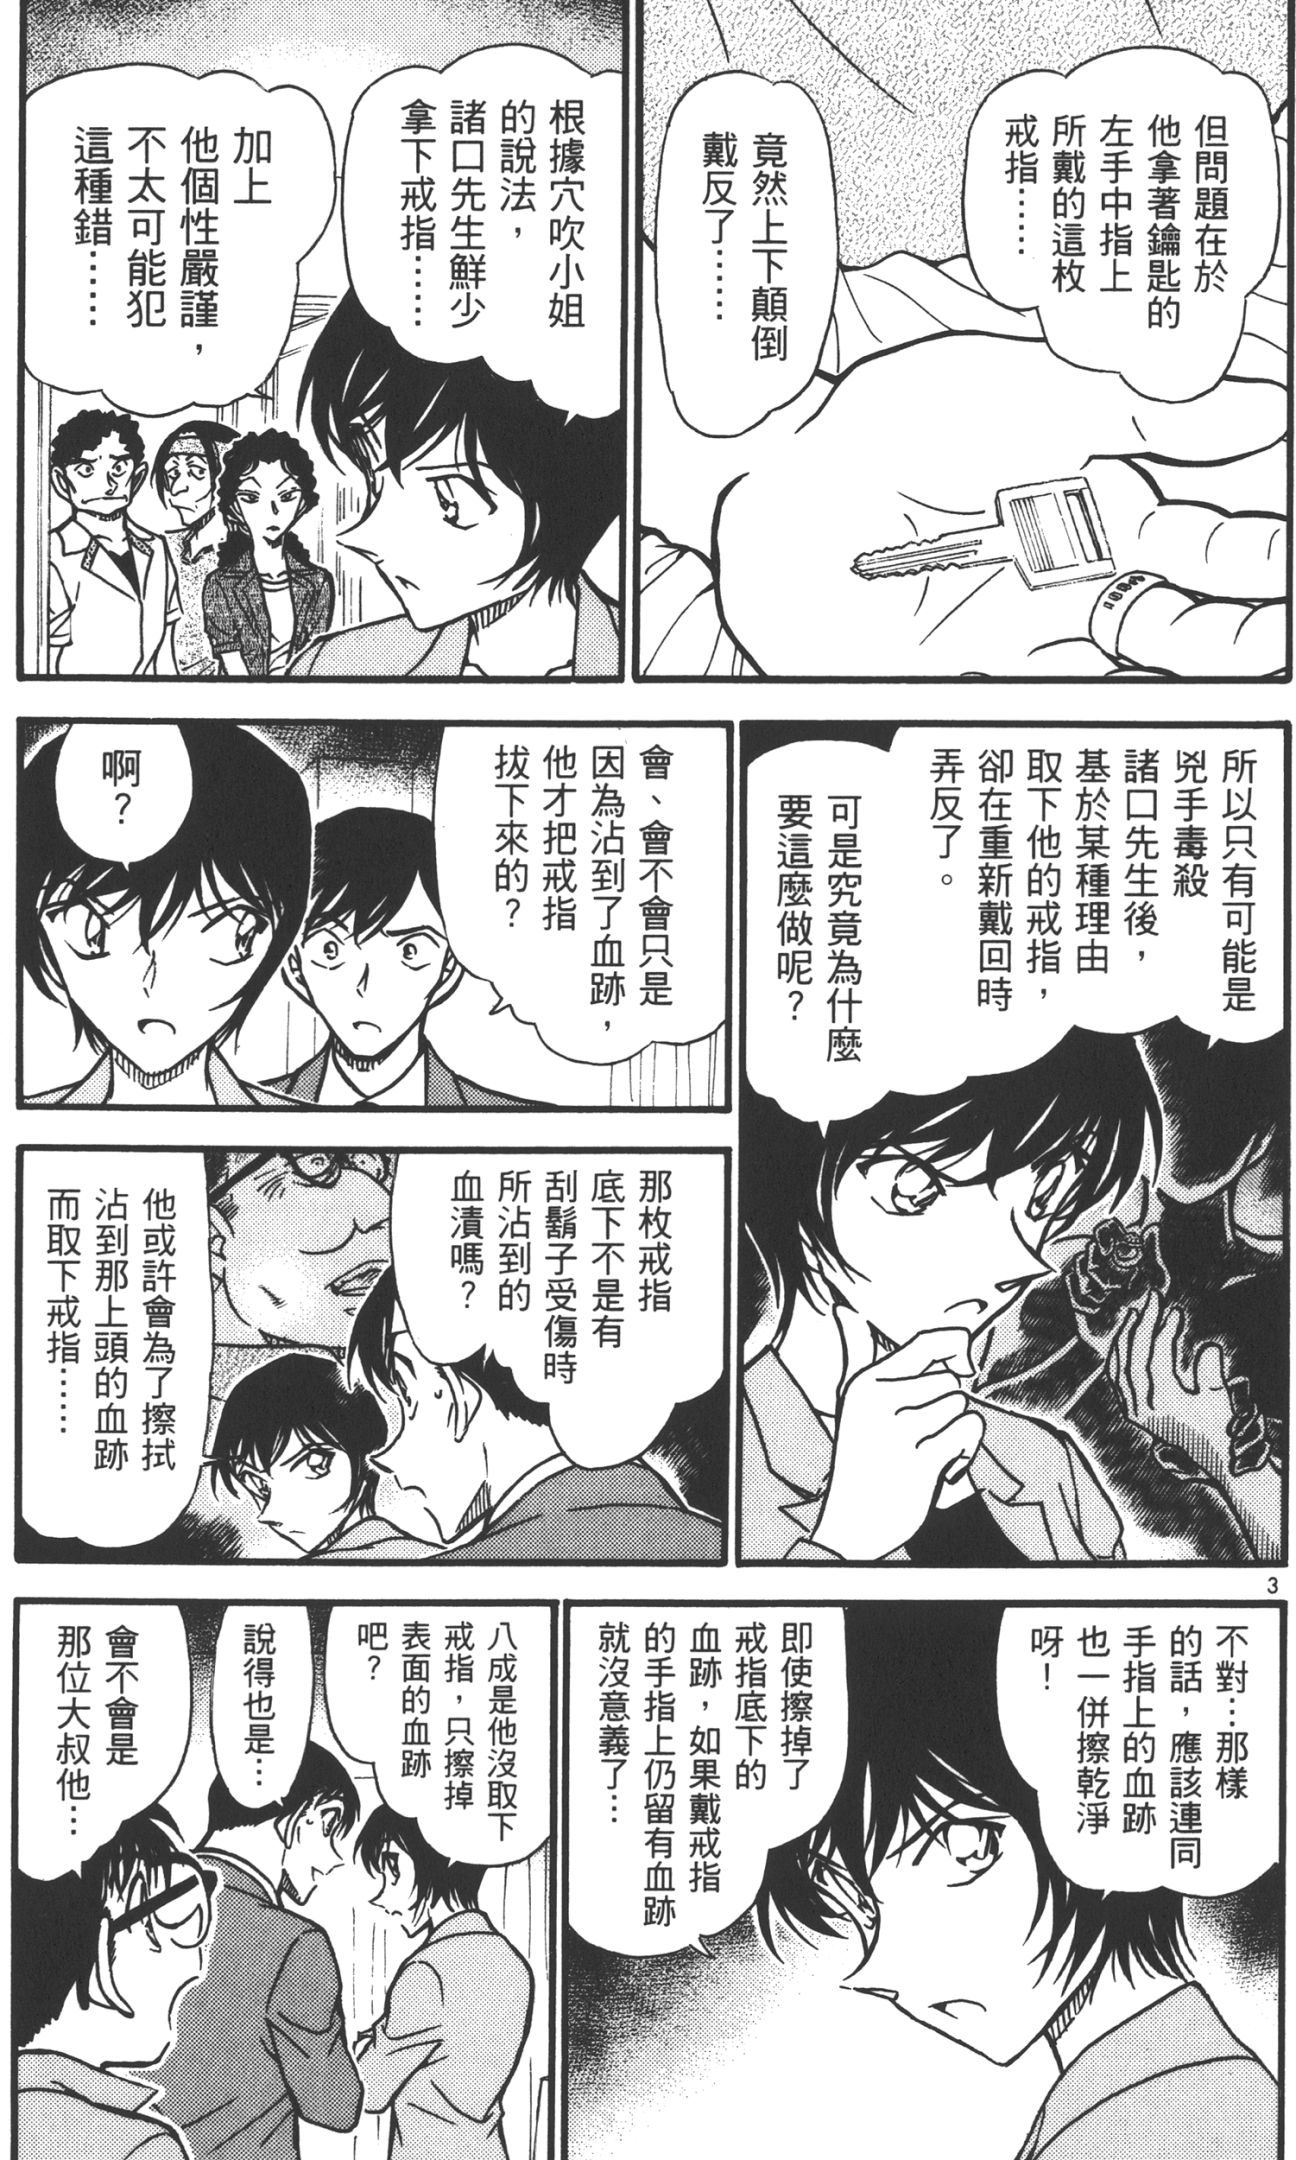 但問題在於
他拿著鑰匙的
左手中指上
所戴的這枚
戒指……
竟然上下顛倒
戴反了……
根據穴吹小姐
的說法，
諸口先生鮮少
拿下戒指……
加上
他個性嚴謹，
不太可能犯
這種錯……
所以只有可能是
兇手毒殺
諸口先生後，
基於某種理由
取下他的戒指，
卻在重新戴回時
弄反了。
可是究竟為什麼
要這麼做呢？
會、會不會只是
因為沾到了血跡，
他才把戒指
拔下來的？
啊？
那枚戒指
底下不是有
刮鬍子受傷時
所沾到的
血漬嗎？
他或許會為了擦拭
沾到那上頭的血跡
而取下戒指……
3
不對…那樣
的話，應該連同
手指上的血跡
也一併擦乾淨
呀！
即使擦掉了
戒指底下的
血跡，如果戴戒指
的手指上仍留有血跡
就沒意義了…
八成是他沒取下
戒指，只擦掉
表面的血跡
吧？
說得也是…
會不會是
那位大叔他…